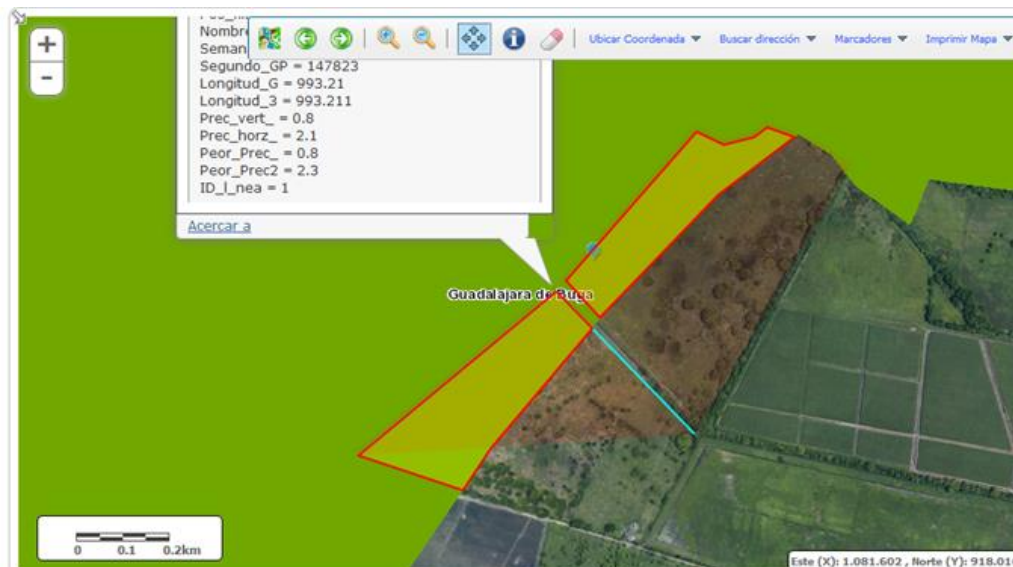 Nombr
Seman
Segundo_GP = 147823
Longitud_G = 993.21
Longitud_3 = 993.211
Prec_vert_ = 0.8
Prec_horz_ = 2.1
Peor_Prec_ = 0.8
Peor_Prec2 = 2.3
ID_l_nea = 1
Acercar a
Ubicar Coordenada Buscar dirección Marcadores Imprimir Mapa
+
-
Guadalajara de Buga
0 0.1 0.2km
Este (X): 1.081.602 , Norte (Y): 918.01